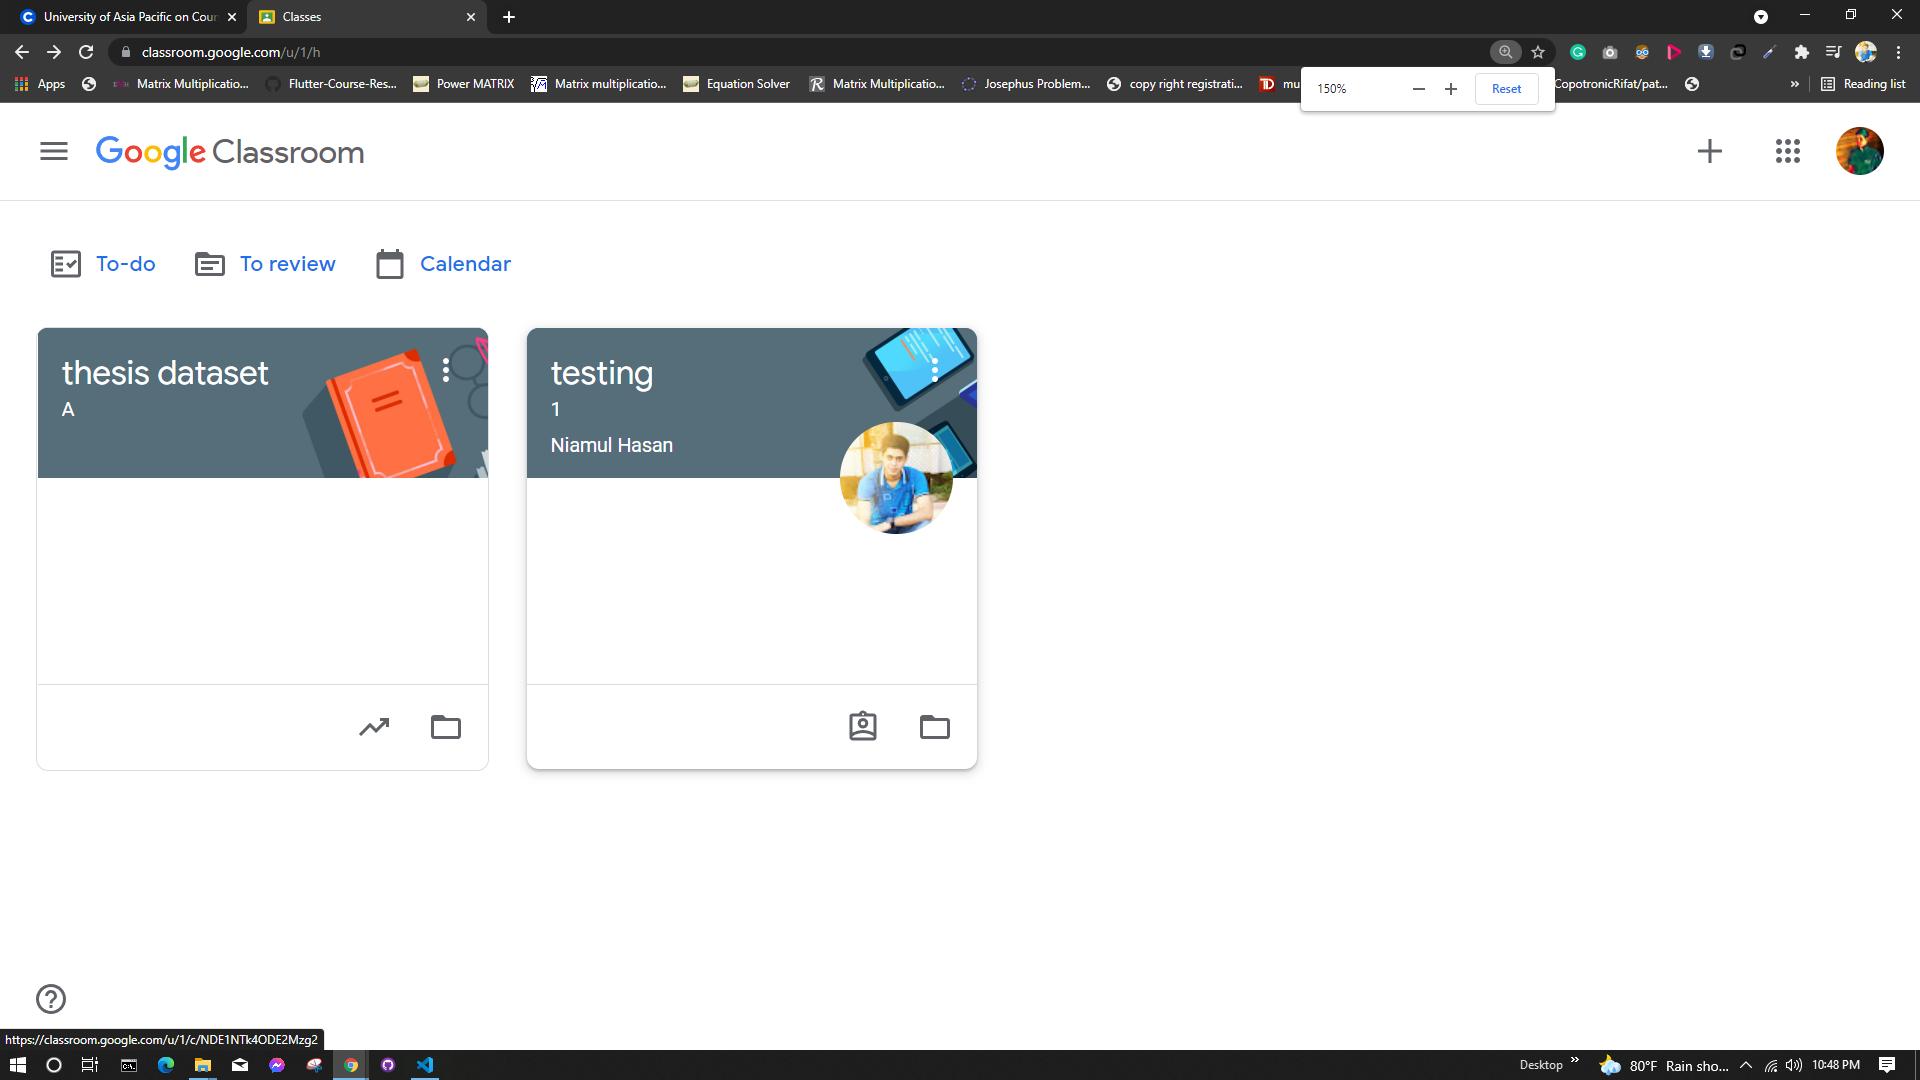 University of Asia Pacific on Cour
Classes
classroom.google.com/u/1/h
Apps
Matrix Multiplicatio...
Flutter-Course-Res...
Power MATRIX
Matrix multiplicatio...
Equation Solver
Matrix Multiplicatio...
Josephus Problem...
copy right registrati...
mu
CopotronicRifat/pat...
»
Reading list
150%
Reset
Google Classroom
To-do
To review
Calendar
thesis dataset
A
testing
1
Niamul Hasan
https://classroom.google.com/u/1/c/NDE1NTk4ODE2Mzg2
Desktop »
80°F Rain sho...
10:48 PM